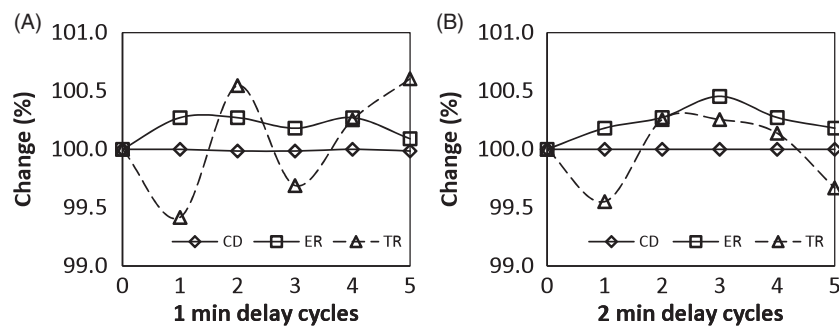 (A)
Change (%)
101.0
100.5
100.0
99.5
99.0
CD ER TR
0 1 2 3 4 5
1 min delay cycles
(B)
Change (%)
101.0
100.5
100.0
99.5
99.0
CD ER TR
0 1 2 3 4 5
2 min delay cycles